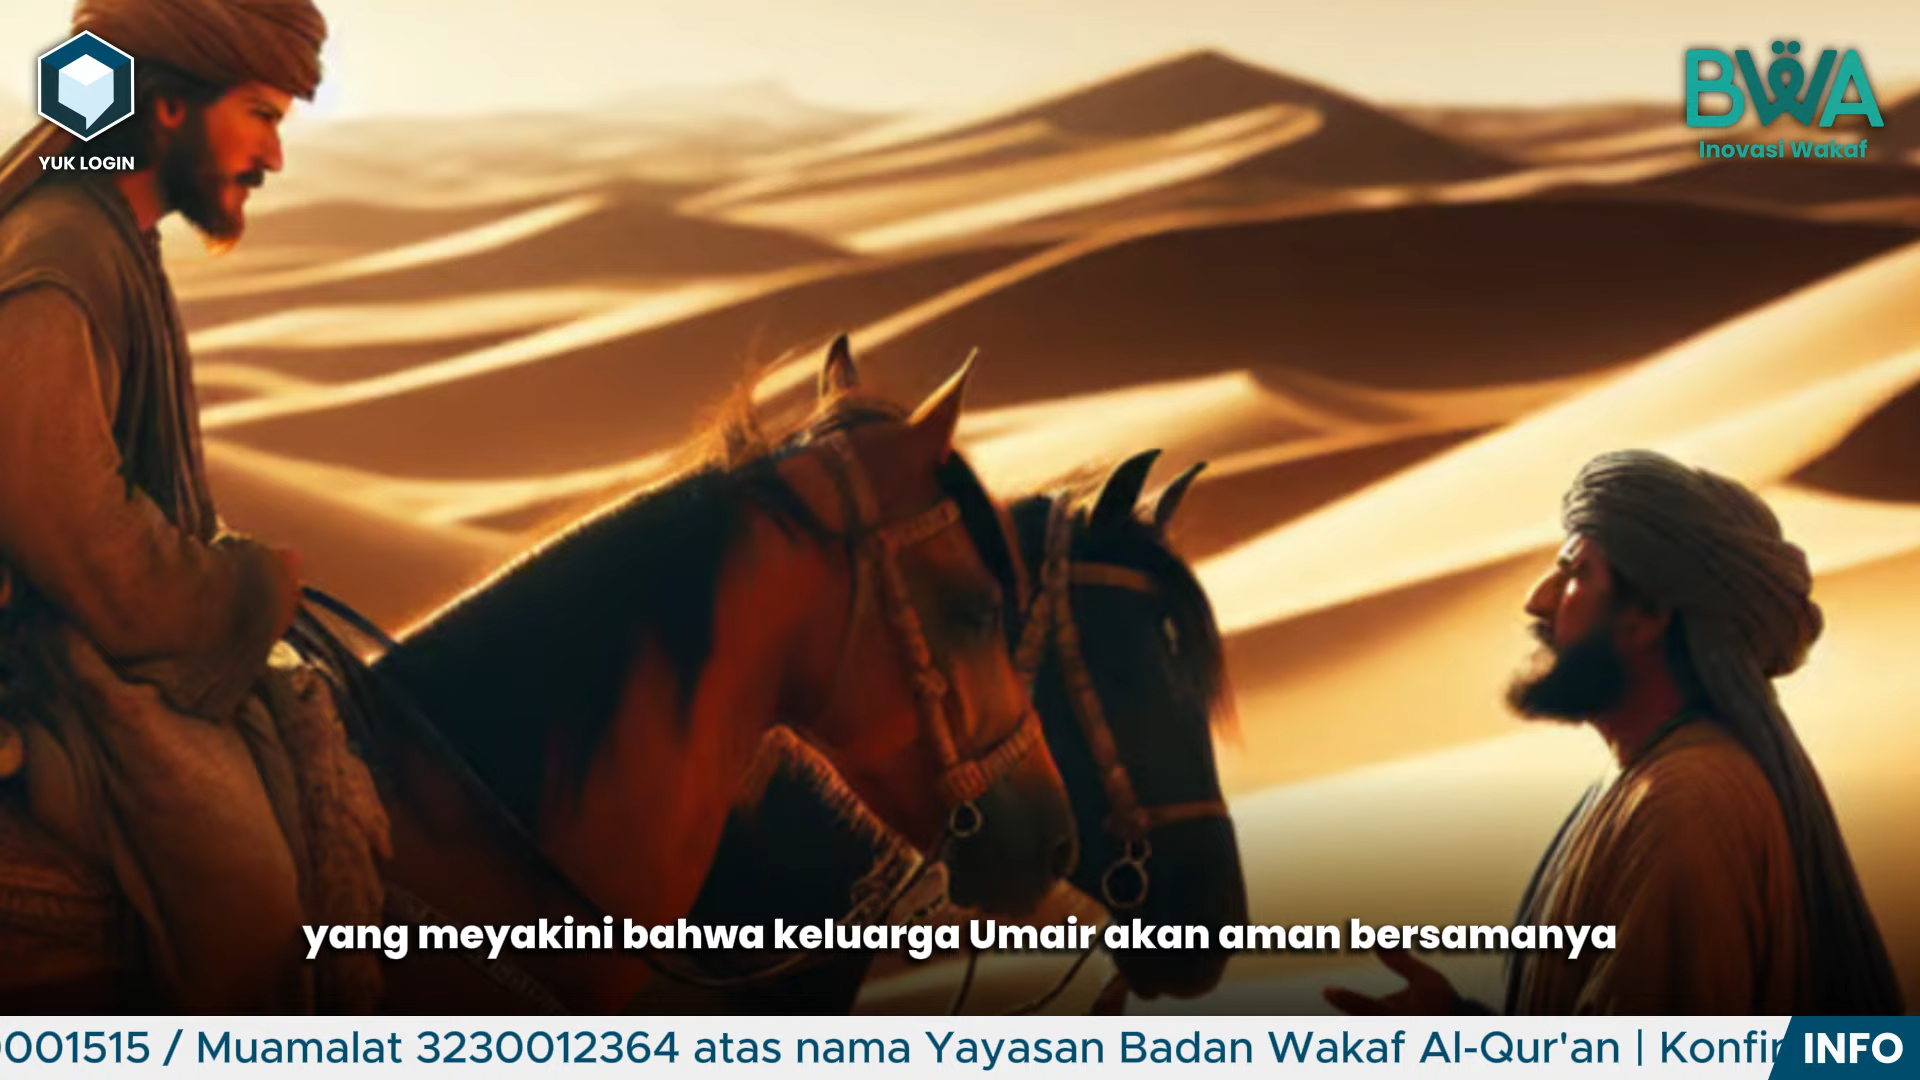 YUK LOGIN
BWA
Inovasi Wakaf
yang meyakini bahwa keluarga Umair akan aman bersamanya
001515 / Muamalat 3230012364 atas nama Yayasan Badan Wakaf Al-Qur'an | Konfir
INFO